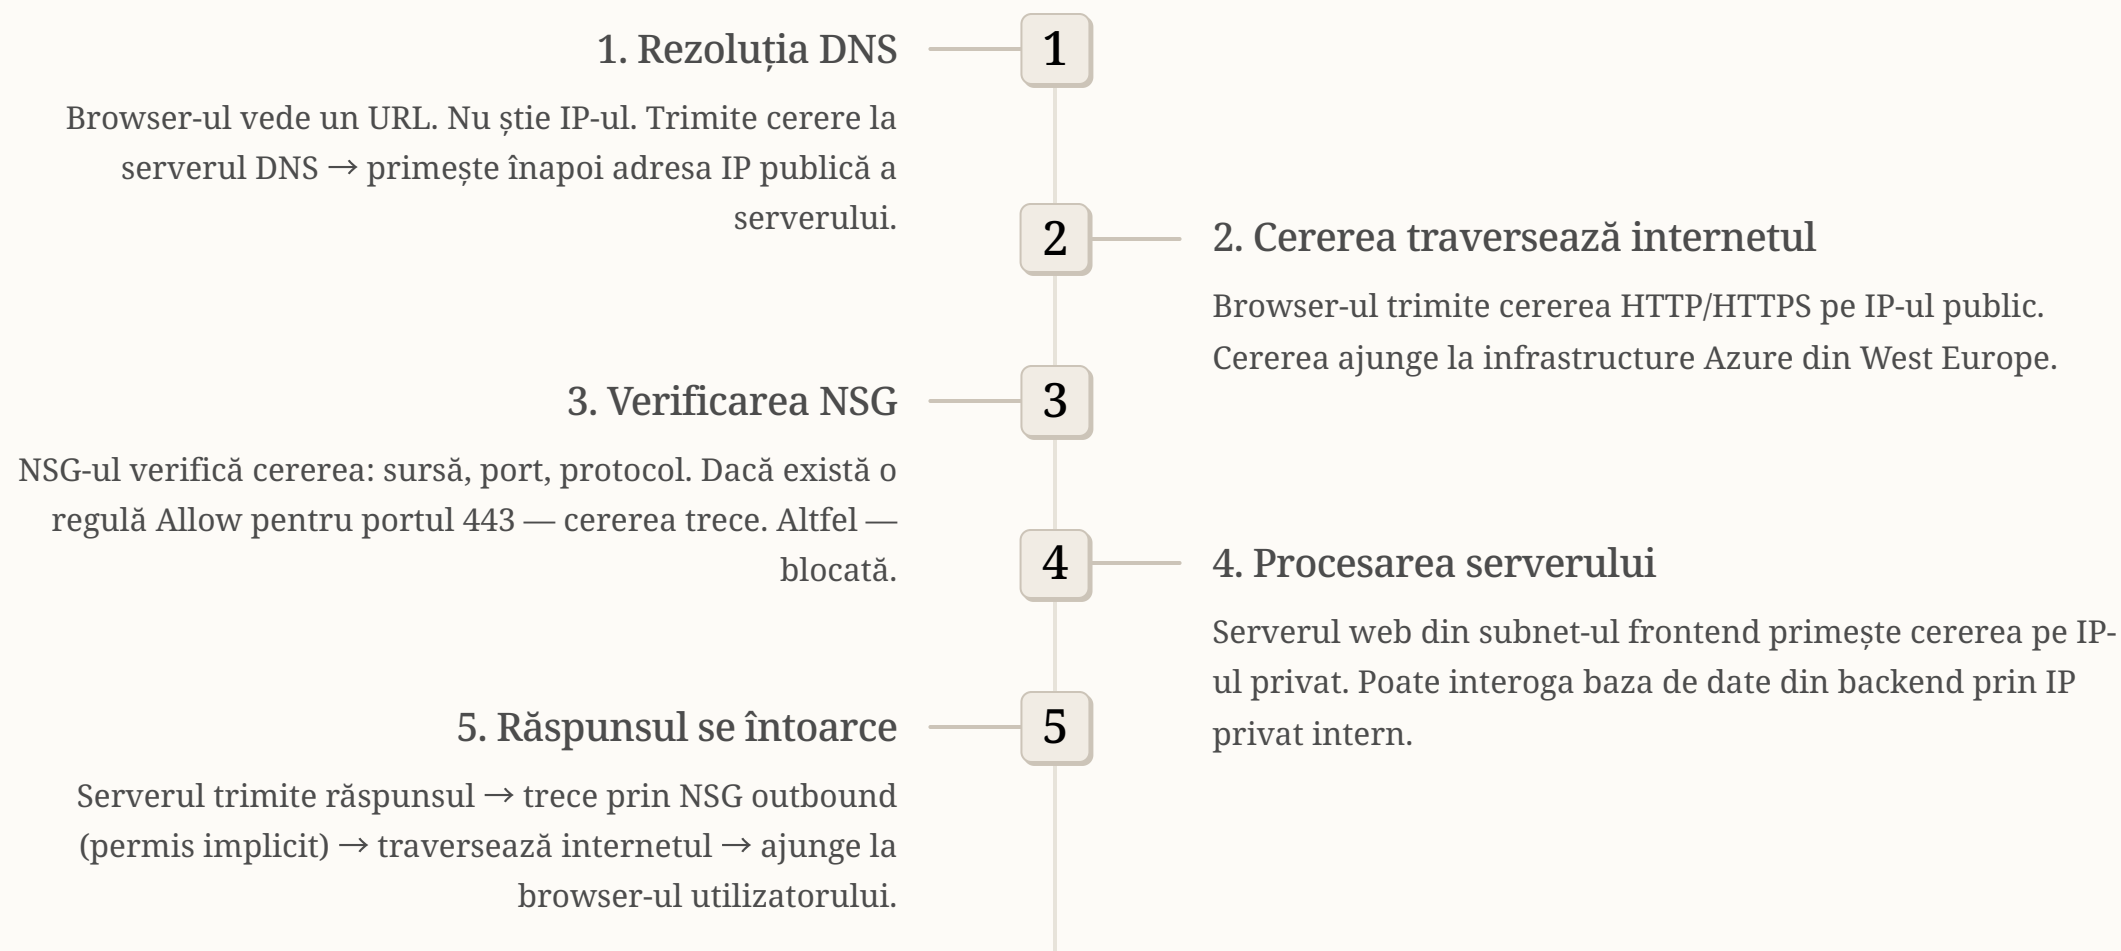 1. Rezoluția DNS
1
Browser-ul vede un URL. Nu știe IP-ul. Trimite cerere la
serverul DNS → primește înapoi adresa IP publică a
serverului.
2
2. Cererea traversează internetul
Browser-ul trimite cererea HTTP/HTTPS pe IP-ul public.
Cererea ajunge la infrastructure Azure din West Europe.
3. Verificarea NSG
3
NSG-ul verifică cererea: sursă, port, protocol. Dacă există o
regulă Allow pentru portul 443 — cererea trece. Altfel —
blocată.
4
4. Procesarea serverului
Serverul web din subnet-ul frontend primește cererea pe IP-
ul privat. Poate interoga baza de date din backend prin IP
privat intern.
5. Răspunsul se întoarce
5
Serverul trimite răspunsul → trece prin NSG outbound
(permis implicit) → traversează internetul → ajunge la
browser-ul utilizatorului.